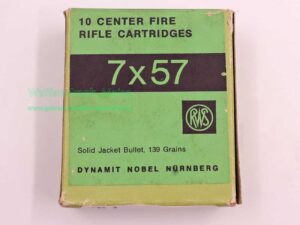 10 CENTER FIRE
RIFLE CARTRIDGES
7x57
RWS
Solid Jacket Bullet, 139 Grains
DYNAMIT NOBEL NÜRNBERG